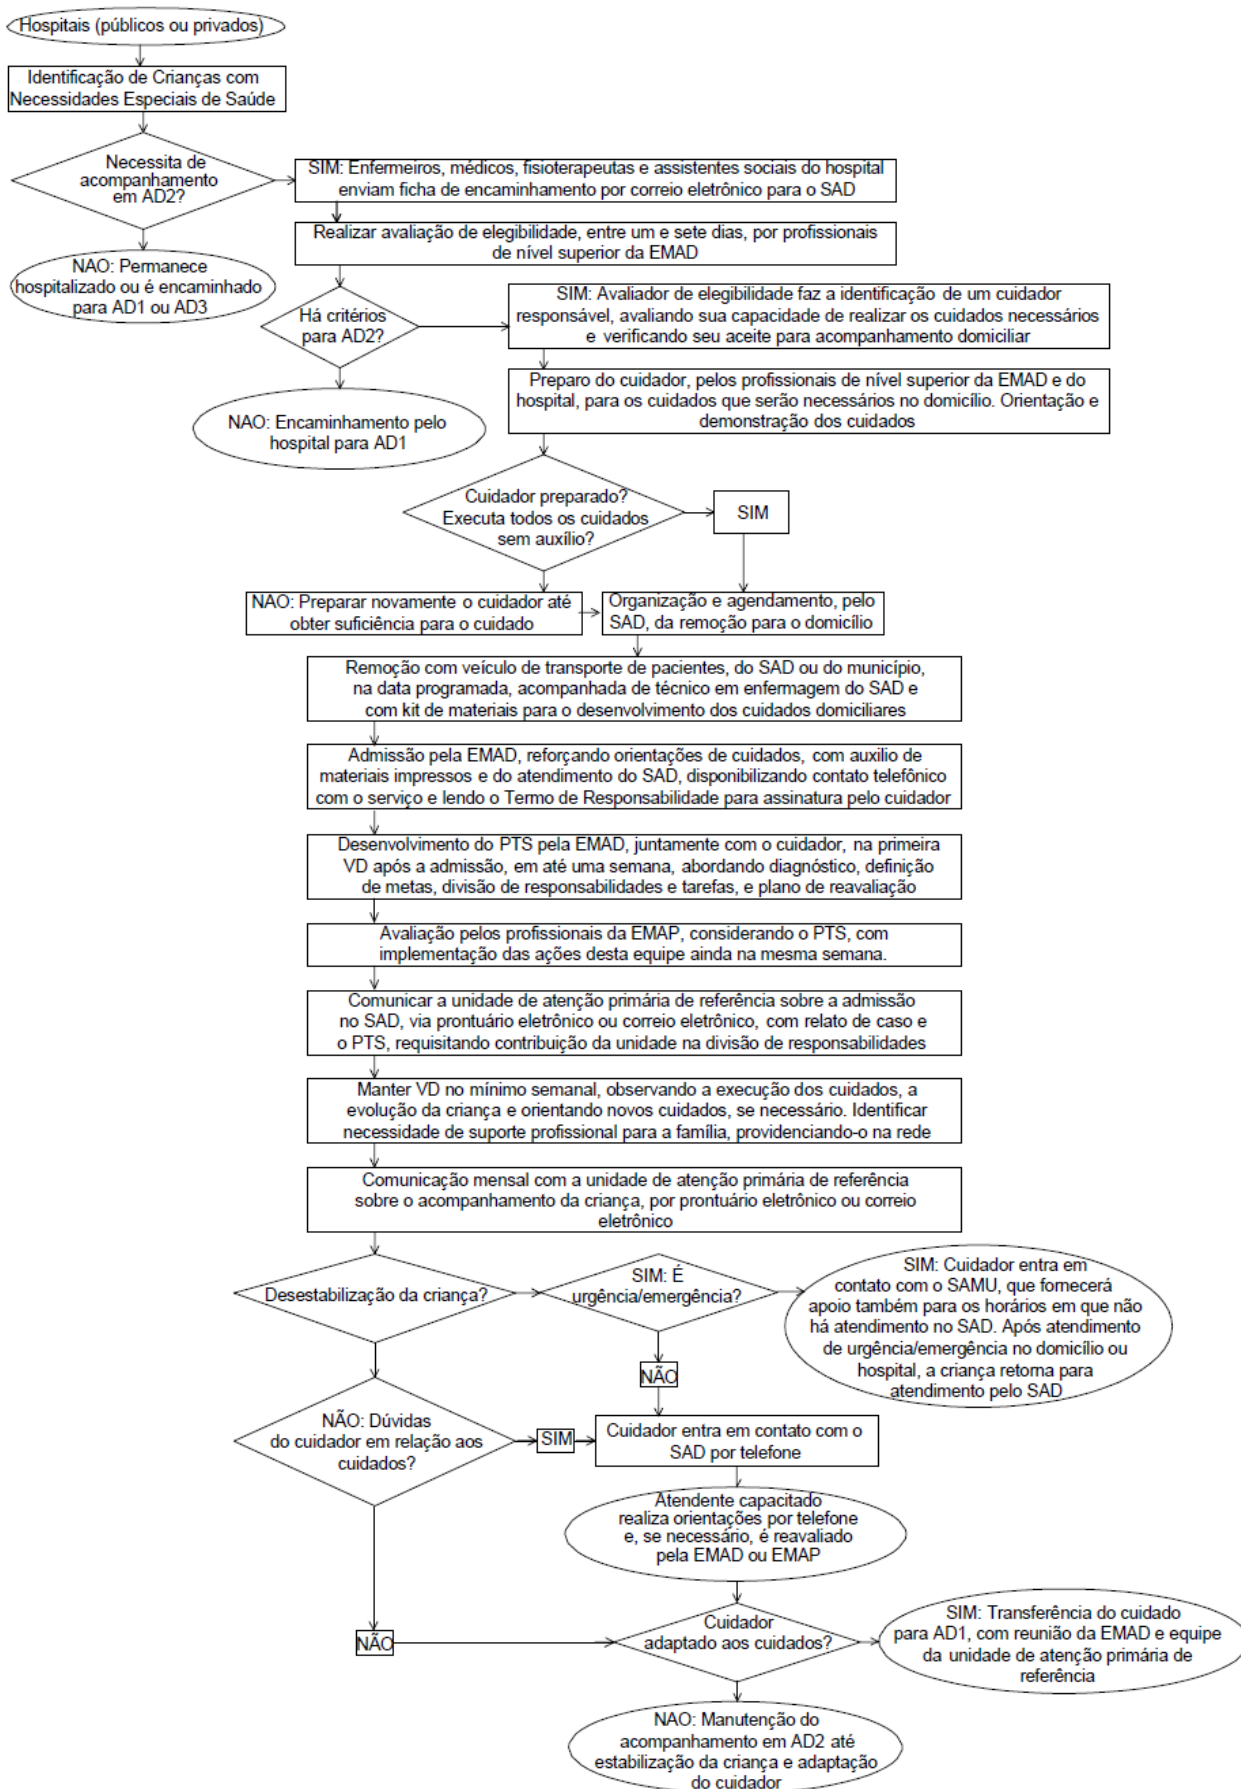 Hospitais (públicos ou privados)
Identificação de Crianças com
Necessidades Especiais de Saúde
Necessita de
acompanhamento
em AD2?
SIM: Enfermeiros, médicos, fisioterapeutas e assistentes sociais do hospital
enviam ficha de encaminhamento por correio eletrônico para o SAD
Realizar avaliação de elegibilidade, entre um e sete dias, por profissionais
de nível superior da EMAD
NAO: Permanece
hospitalizado ou é encaminhado
para AD1 ou AD3
Há critérios
para AD2?
SIM: Avaliador de elegibilidade faz a identificação de um cuidador
responsável, avaliando sua capacidade de realizar os cuidados necessários
e verificando seu aceite para acompanhamento domiciliar
NAO: Encaminhamento pelo
hospital para AD1
Preparo do cuidador, pelos profissionais de nível superior da EMAD e do
hospital, para os cuidados que serão necessários no domicílio. Orientação e
demonstração dos cuidados
Cuidador preparado?
Executa todos os cuidados
sem auxílio?
SIM
NAO: Preparar novamente o cuidador até
obter suficiência para o cuidado
Organização e agendamento, pelo
SAD, da remoção para o domicílio
Remoção com veículo de transporte de pacientes, do SAD ou do município,
na data programada, acompanhada de técnico em enfermagem do SAD e
com kit de materiais para o desenvolvimento dos cuidados domiciliares
Admissão pela EMAD, reforçando orientações de cuidados, com auxilio de
materiais impressos e do atendimento do SAD, disponibilizando contato telefônico
com o serviço e lendo o Termo de Responsabilidade para assinatura pelo cuidador
Desenvolvimento do PTS pela EMAD, juntamente com o cuidador, na primeira
VD após a admissão, em até uma semana, abordando diagnóstico, definição
de metas, divisão de responsabilidades e tarefas, e plano de reavaliação
Avaliação pelos profissionais da EMAP, considerando o PTS, com
implementação das ações desta equipe ainda na mesma semana.
Comunicar a unidade de atenção primária de referência sobre a admissão
no SAD, via prontuário eletrônico ou correio eletrônico, com relato de caso e
o PTS, requisitando contribuição da unidade na divisão de responsabilidades
Manter VD no mínimo semanal, observando a execução dos cuidados, a
evolução da criança e orientando novos cuidados, se necessário. Identificar
necessidade de suporte profissional para a família, providenciando-o na rede
Comunicação mensal com a unidade de atenção primária de referência
sobre o acompanhamento da criança, por prontuário eletrônico ou correio
eletrônico
Desestabilização da criança?
SIM: É
urgência/emergência?
SIM: Cuidador entra em
contato com o SAMU, que fornecerá
apoio também para os horários em que não
há atendimento no SAD. Após atendimento
de urgência/emergência no domicílio ou
hospital, a criança retorna para
atendimento pelo SAD
NÃO
NÃO: Dúvidas
do cuidador em relação aos
cuidados?
SIM
Cuidador entra em contato com o
SAD por telefone
Atendente capacitado
realiza orientações por telefone
e, se necessário, é reavaliado
pela EMAD ou EMAP
NÃO
Cuidador
adaptado aos cuidados?
SIM: Transferência do cuidado
para AD1, com reunião da EMAD e equipe
da unidade de atenção primária de
referência
NAO: Manutenção do
acompanhamento em AD2 até
estabilização da criança e adaptação
do cuidador